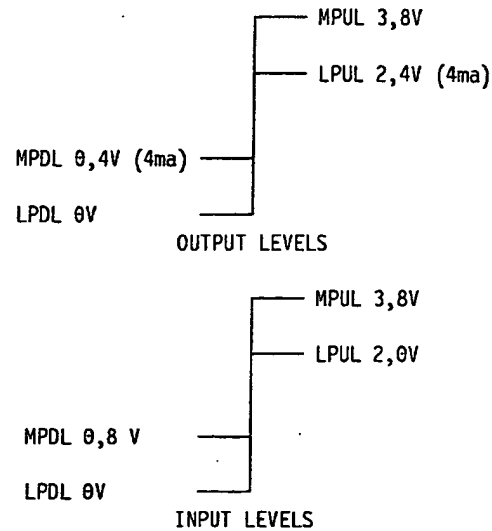 MPUL 3,8V
LPUL 2,4V (4ma)
MPDL 0,4V (4ma)
LPDL 0V
OUTPUT LEVELS
MPUL 3,8V
LPUL 2,0V
MPDL 0,8 V
LPDL 0V
INPUT LEVELS